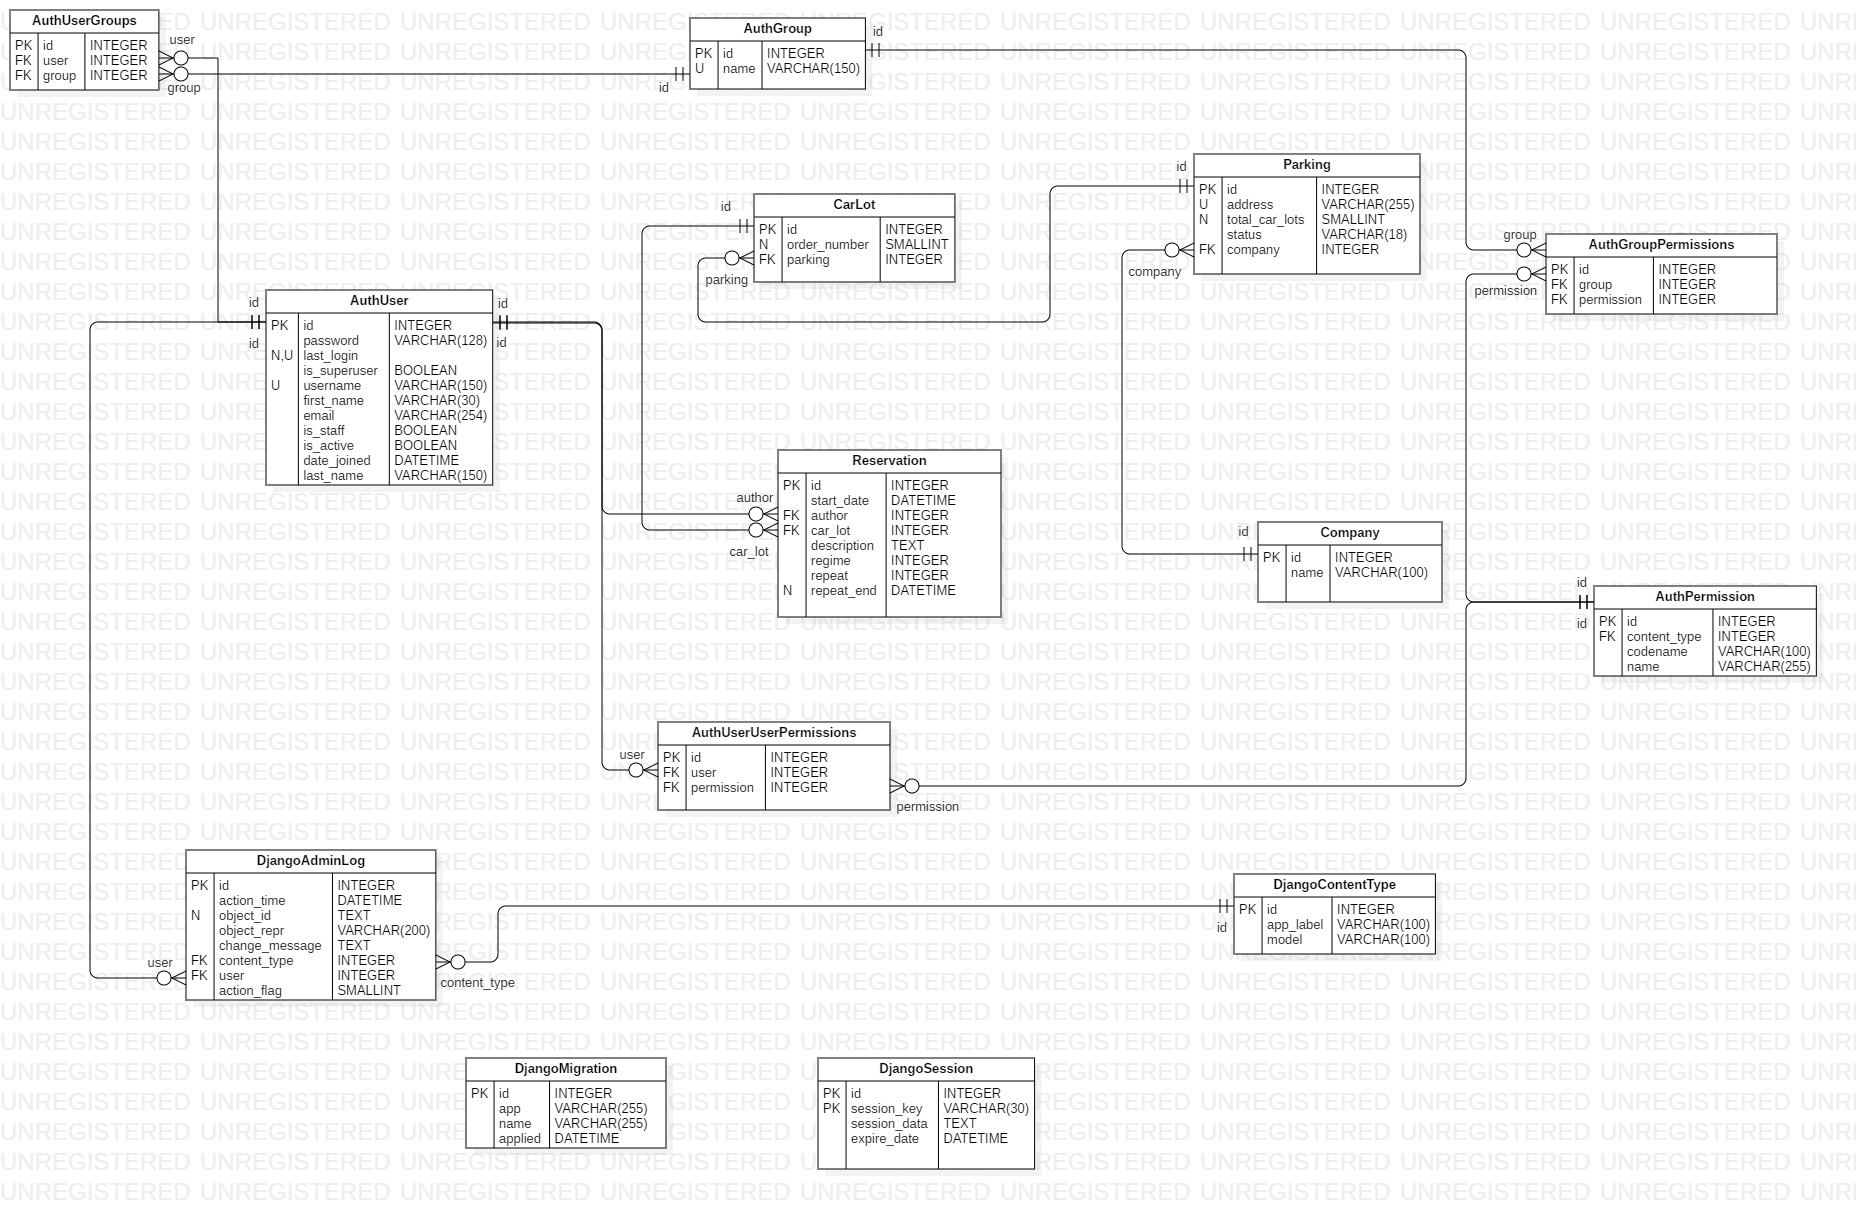 AuthUserGroups
PK id INTEGER
FK user INTEGER
FK group INTEGER
user
group
AuthGroup
PK id INTEGER
U name VARCHAR(150)
id
id
Parking
PK id INTEGER
U address VARCHAR(255)
N total_car_lots SMALLINT
status VARCHAR(18)
FK company INTEGER
id
company
CarLot
PK id INTEGER
N order_number SMALLINT
FK parking INTEGER
id
parking
AuthGroupPermissions
PK id INTEGER
FK group INTEGER
FK permission INTEGER
group
permission
AuthUser
PK id INTEGER
password VARCHAR(128)
N,U last_login
is_superuser BOOLEAN
U username VARCHAR(150)
first_name VARCHAR(30)
email VARCHAR(254)
is_staff BOOLEAN
is_active BOOLEAN
date_joined DATETIME
last_name VARCHAR(150)
id
id
id
id
Reservation
PK id INTEGER
start_date DATETIME
FK author INTEGER
FK car_lot INTEGER
description TEXT
regime INTEGER
repeat INTEGER
N repeat_end DATETIME
author
car_lot
Company
PK id INTEGER
name VARCHAR(100)
id
AuthPermission
PK id INTEGER
FK content_type INTEGER
codename VARCHAR(100)
name VARCHAR(255)
id
id
AuthUserUserPermissions
PK id INTEGER
FK user INTEGER
FK permission INTEGER
user
permission
DjangoAdminLog
PK id INTEGER
action_time DATETIME
N object_id TEXT
object_repr VARCHAR(200)
change_message TEXT
FK content_type INTEGER
FK user INTEGER
action_flag SMALLINT
user
content_type
DjangoContentType
PK id INTEGER
app_label VARCHAR(100)
model VARCHAR(100)
id
DjangoMigration
PK id INTEGER
app VARCHAR(255)
name VARCHAR(255)
applied DATETIME
DjangoSession
PK id INTEGER
PK session_key VARCHAR(30)
session_data TEXT
expire_date DATETIME
UNREGISTERED